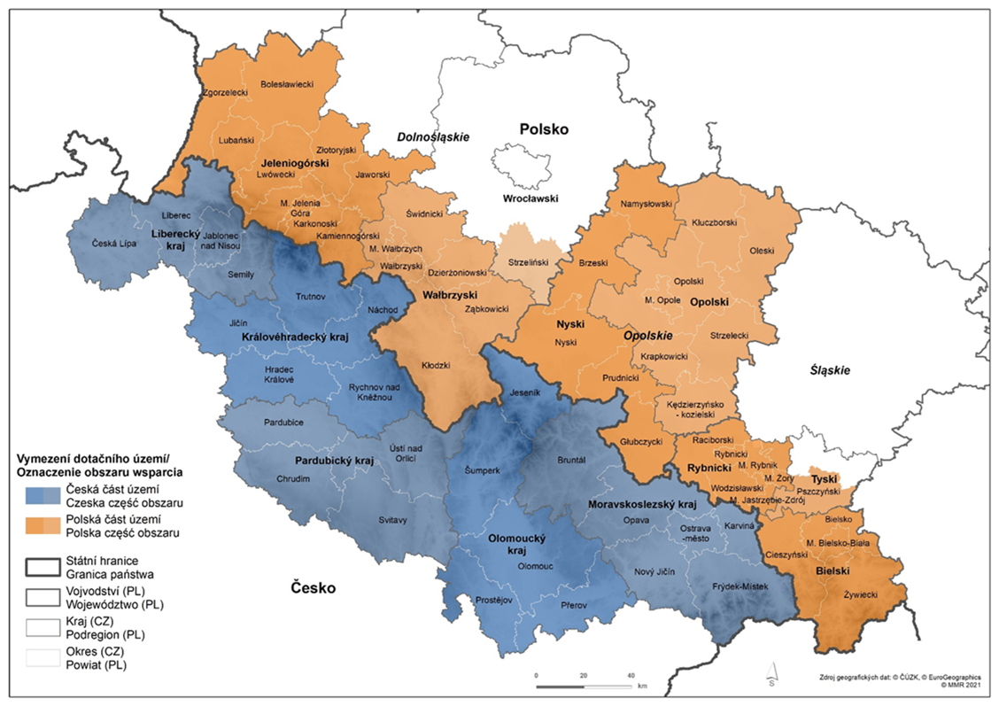 Polsko
Dolnośląskie
Zgorzelecki
Bolesławiecki
Lubański
Złotoryjski
Jeleniogórski
Lwówecki
Jaworski
Wrocławski
M. Jelenia
Góra
Karkonoski
Kamiennogórski
Świdnicki
M. Wałbrzych
Wałbrzyski
Dzierżoniowski
Strzeliński
Wałbrzyski
Ząbkowicki
Kłodzki
Namysłowski
Kluczborski
Oleski
Brzeski
Opolski
M. Opole
Opolski
Nyski
Nyski
Opolskie
Strzelecki
Krapkowicki
Prudnicki
Kędzierzyńsko
- kozielski
Głubczycki
Śląskie
Raciborski
Rybnicki
M. Rybnik
Rybnicki
M. Żory
Wodzisławski
M. Jastrzębie-Zdrój
Tyski
Pszczyński
Bielsko
M. Bielsko-Biała
Cieszyński
Bielski
Żywiecki
Liberec
Česká Lípa
Liberecký
kraj
Jablonec
nad Nisou
Semily
Trutnov
Náchod
Jičín
Královéhradecký kraj
Hradec
Králové
Rychnov nad
Kněžnou
Pardubice
Ústí nad
Orlicí
Pardubický kraj
Chrudim
Svitavy
Jeseník
Šumperk
Bruntál
Moravskoslezský kraj
Opava
Ostrava
-město
Karviná
Nový Jičín
Frýdek-Místek
Olomoucký
kraj
Olomouc
Prostějov
Přerov
Česko
Vymezení dotačního území/
Oznaczenie obszaru wsparcia
Česká část území
Czeska część obszaru
Polská část území
Polska część obszaru
Státní hranice
Granica państwa
Vojvodství (PL)
Województwo (PL)
Kraj (CZ)
Podregion (PL)
Okres (CZ)
Powiat (PL)
0 20 40
km
S
Zdroj geografických dat: © ČÚZK, © EuroGeographics
© MMR 2021